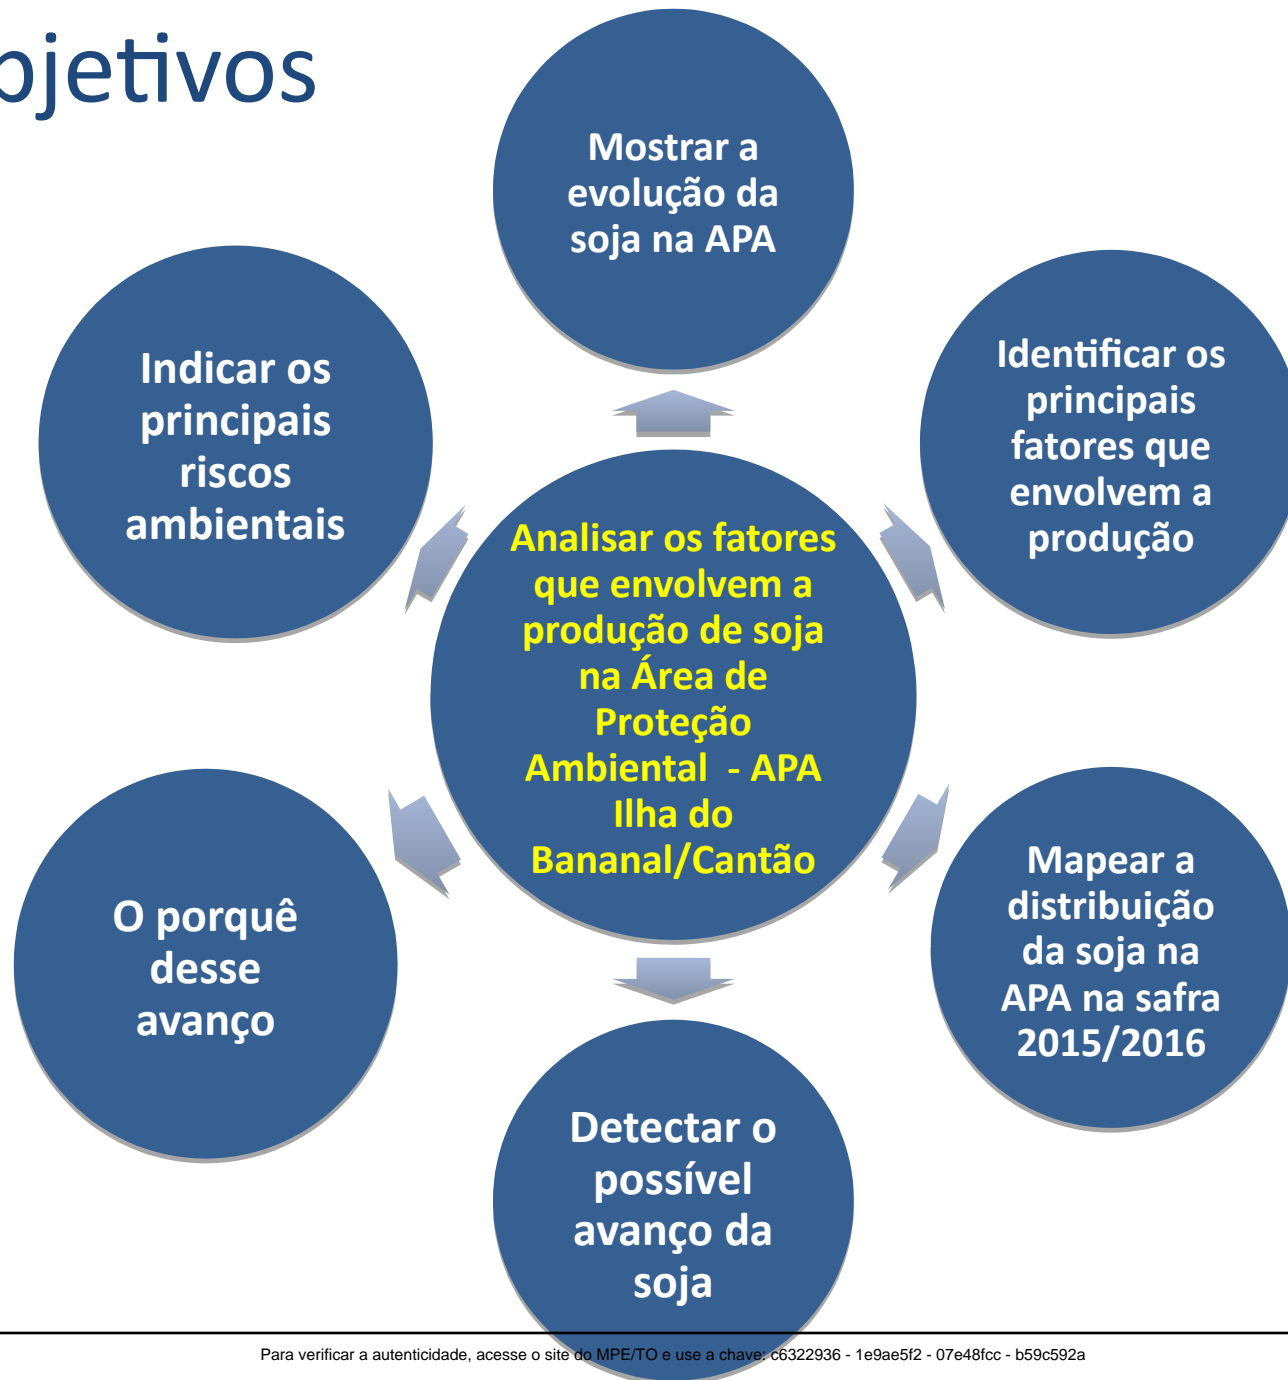 bjetivos
Mostrar a
evolução da
soja na APA
Identificar os
principais
fatores que
envolvem a
produção
Indicar os
principais
riscos
ambientais
Analisar os fatores
que envolvem a
produção de soja
na Área de
Proteção
Ambiental - APA
Ilha do
Bananal/Cantão
Mapear a
distribuição
da soja na
APA na safra
2015/2016
O porquê
desse
avanço
Detectar o
possível
avanço da
soja
Para verificar a autenticidade, acesse o site do MPE/TO e use a chave: c6322936 - 1e9ae5f2 - 07e48fcc - b59c592a